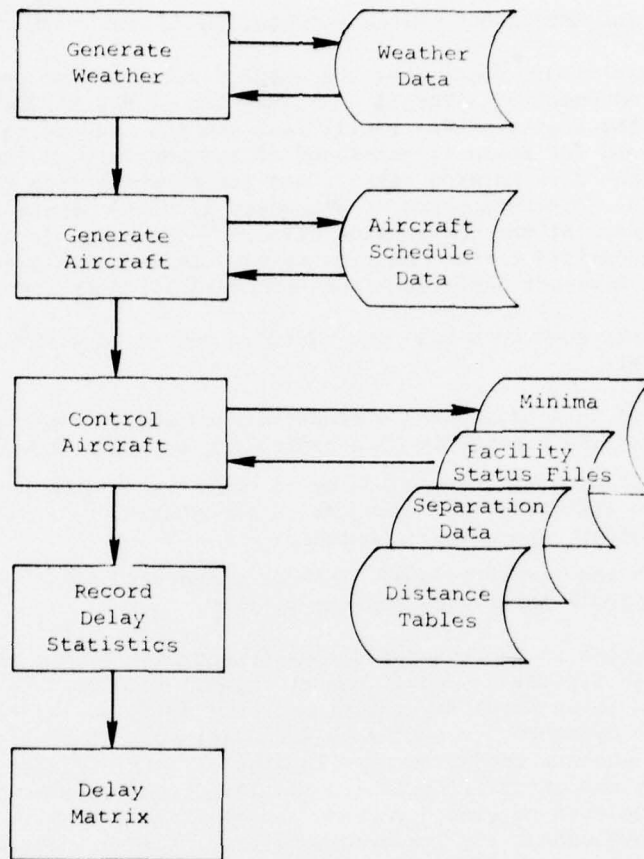 Generate
Weather
Weather
Data
Generate
Aircraft
Aircraft
Schedule
Data
Control
Aircraft
Minima
Facility
Status Files
Separation
Data
Distance
Tables
Record
Delay
Statistics
Delay
Matrix